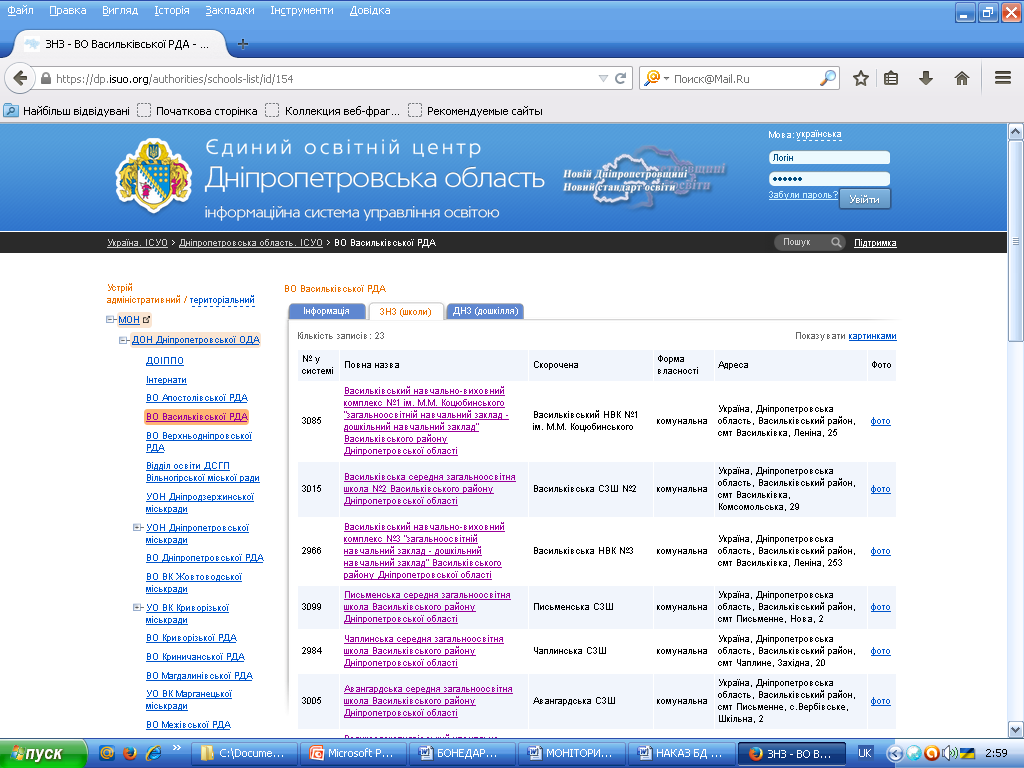 Файл Правка Вигляд Історія Закладки Інструменти Довідка
ЗНЗ - ВО Васильківської РДА - ...
https://dp.isuo.org/authorities/schools-list/id/154
Поиск@Mail.Ru
Найбільш відвідувані Початкова сторінка Коллекция веб-фраг... Рекомендуемые сайты
Єдиний освітній центр
Дніпропетровська область
інформаційна система управління освітою
Новій Дніпропетровщині
Новий стандарт освіти
Мова: українська
Логін
••••••
Забули пароль? Увійти
Україна. ІСУО > Дніпропетровська область. ІСУО > ВО Васильківської РДА
Пошук Підтримка
Устрій
адміністративний / територіальний
МОН
ДОН Дніпропетровської ОДА
ДОІППО
Інтернати
ВО Апостолівської РДА
ВО Васильківської РДА
ВО Верхньодніпровської
РДА
Відділ освіти ДСГП
Вільногірської міської ради
УОН Дніпродзержинської
міськради
УОН Дніпропетровської
міськради
ВО Дніпропетровської РДА
ВО ВК Жовтоводської
міськради
УО ВК Криворізької
міськради
ВО Криворізької РДА
ВО Криничанської РДА
ВО Магдалинівської РДА
УО ВК Марганецької
міськради
ВО Межівської РДА
ВО Васильківської РДА
Інформація ЗНЗ (школи) ДНЗ (дошкілля)
Кількість записів : 23
Показувати картинками
№ у
системі
Повна назва
Скорочена
Форма
власності
Адреса
Фото
3085
Васильківський навчально-виховний
комплекс №1 ім. М.М. Коцюбинського
"загальноосвітній навчальний заклад -
дошкільний навчальний заклад"
Васильківського району
Дніпропетровської області
Васильківський НВК №1
ім. М.М. Коцюбинського
комунальна
Україна, Дніпропетровська
область, Васильківський район,
смт Васильківка, Леніна, 25
фото
3015
Васильківська середня загальноосвітня
школа №2 Васильківського району
Дніпропетровської області
Васильківська СЗШ №2
комунальна
Україна, Дніпропетровська
область, Васильківський район,
смт Васильківка,
Комсомольська, 29
фото
2966
Васильківський навчально-виховний
комплекс №3 "загальноосвітній
навчальний заклад - дошкільний
навчальний заклад" Васильківського
району Дніпропетровської області
Васильківська НВК №3
комунальна
Україна, Дніпропетровська
область, Васильківський район,
смт Васильківка, Леніна, 253
фото
3099
Письменська середня загальноосвітня
школа Васильківського району
Дніпропетровської області
Письменська СЗШ
комунальна
Україна, Дніпропетровська
область, Васильківський район,
смт Письменне, Нова, 2
фото
2984
Чаплинська середня загальноосвітня
школа Васильківського району
Дніпропетровської області
Чаплинська СЗШ
комунальна
Україна, Дніпропетровська
область, Васильківський район,
смт Чаплине, Західна, 20
фото
3005
Авангардська середня загальноосвітня
школа Васильківського району
Дніпропетровської області
Авангардська СЗШ
комунальна
Україна, Дніпропетровська
область, Васильківський район,
смт Письменне, с.Вербівське,
Шкільна, 2
фото
пуск
C:\Docume... Microsoft P... БОНЕДАР... МОНІТОРИ... НАКАЗ БД ... ЗНЗ - ВО В... UK 2:59